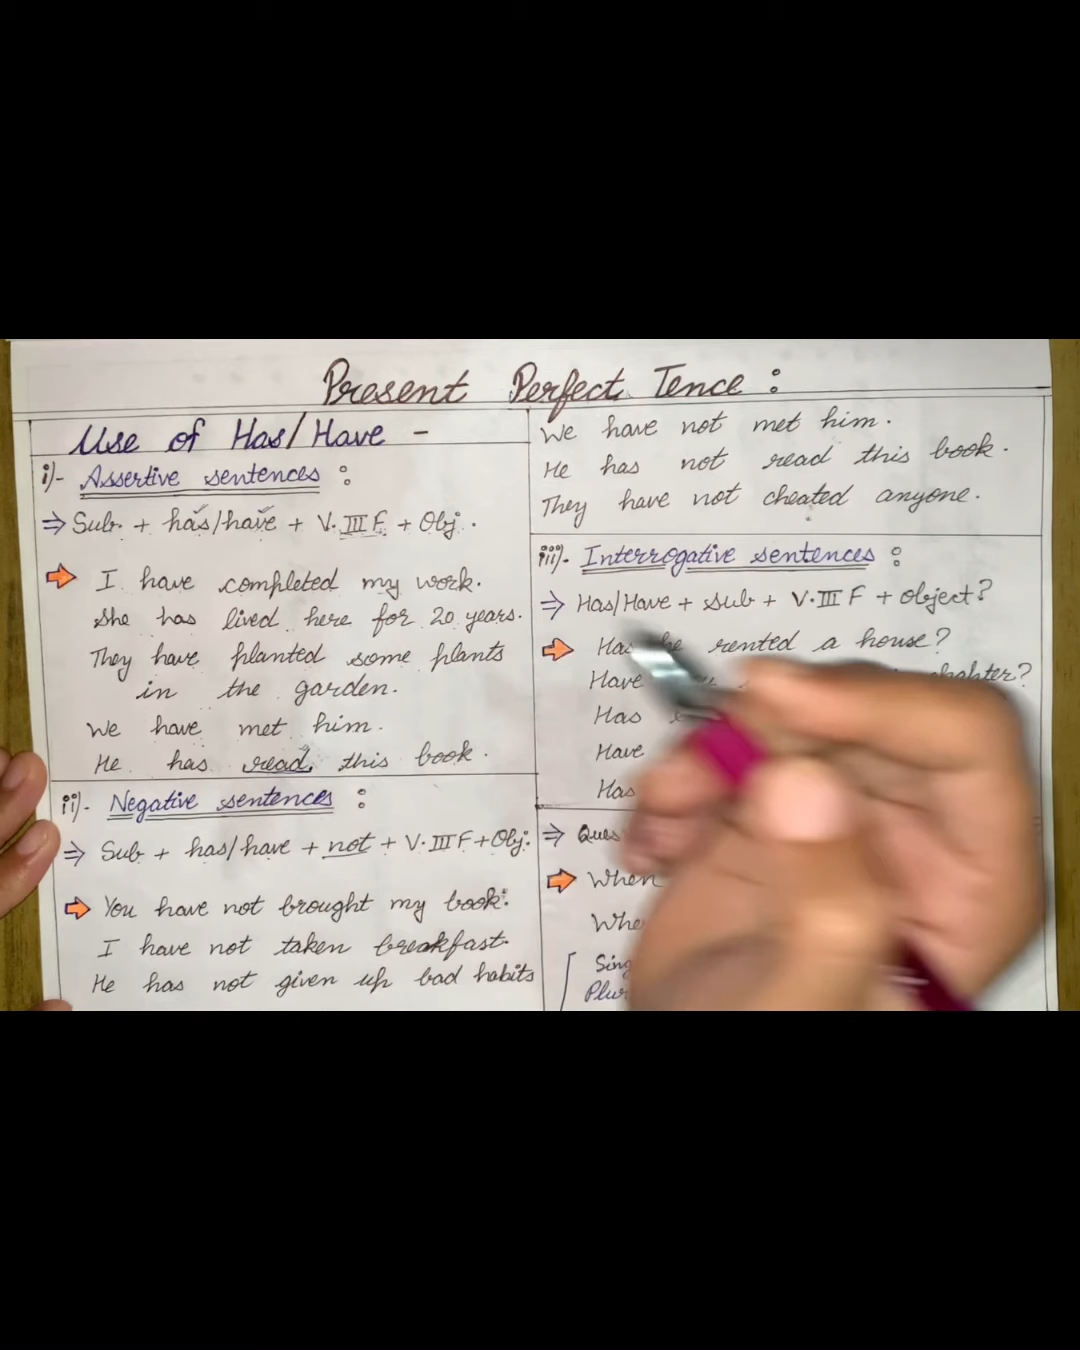 Present Perfect Tence :
Use of Has/Have -
i)- Assertive sentences :
⇒ Sub. + has/have + V.III F. + Obj.
I have completed my work.
She has lived here for 20 years.
They have planted some plants
in the garden.
We have met him.
He has read this book.
ii)- Negative sentences :
⇒ Sub + has/have + not + V.III F + Obj.
You have not brought my book.
I have not taken breakfast.
He has not given up bad habits
We have not met him.
He has not read this book.
They have not cheated anyone.
iii)- Interrogative sentences :
⇒ Has/Have + sub + V.III F + object?
Has he rented a house?
Have chapter?
Has
Have
Has
⇒ Ques
When